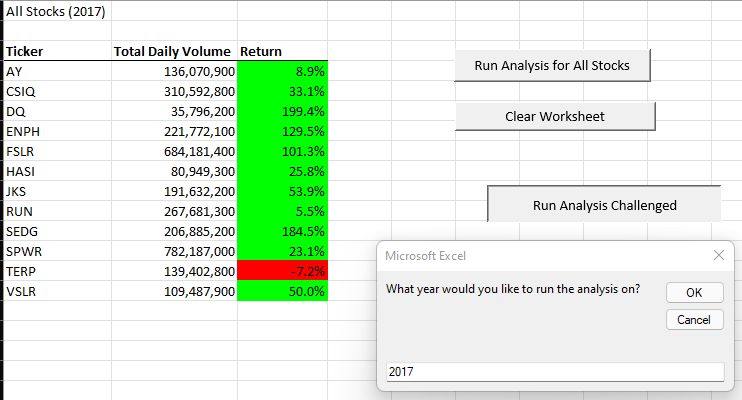 All Stocks (2017)
Ticker Total Daily Volume Return
AY 136,070,900 8.9%
CSIQ 310,592,800 33.1%
DQ 35,796,200 199.4%
ENPH 221,772,100 129.5%
FSLR 684,181,400 101.3%
HASI 80,949,300 25.8%
JKS 191,632,200 53.9%
RUN 267,681,300 5.5%
SEDG 206,885,200 184.5%
SPWR 782,187,000 23.1%
TERP 139,402,800 -7.2%
VSLR 109,487,900 50.0%
Run Analysis for All Stocks
Clear Worksheet
Run Analysis Challenged
Microsoft Excel
What year would you like to run the analysis on?
OK
Cancel
2017